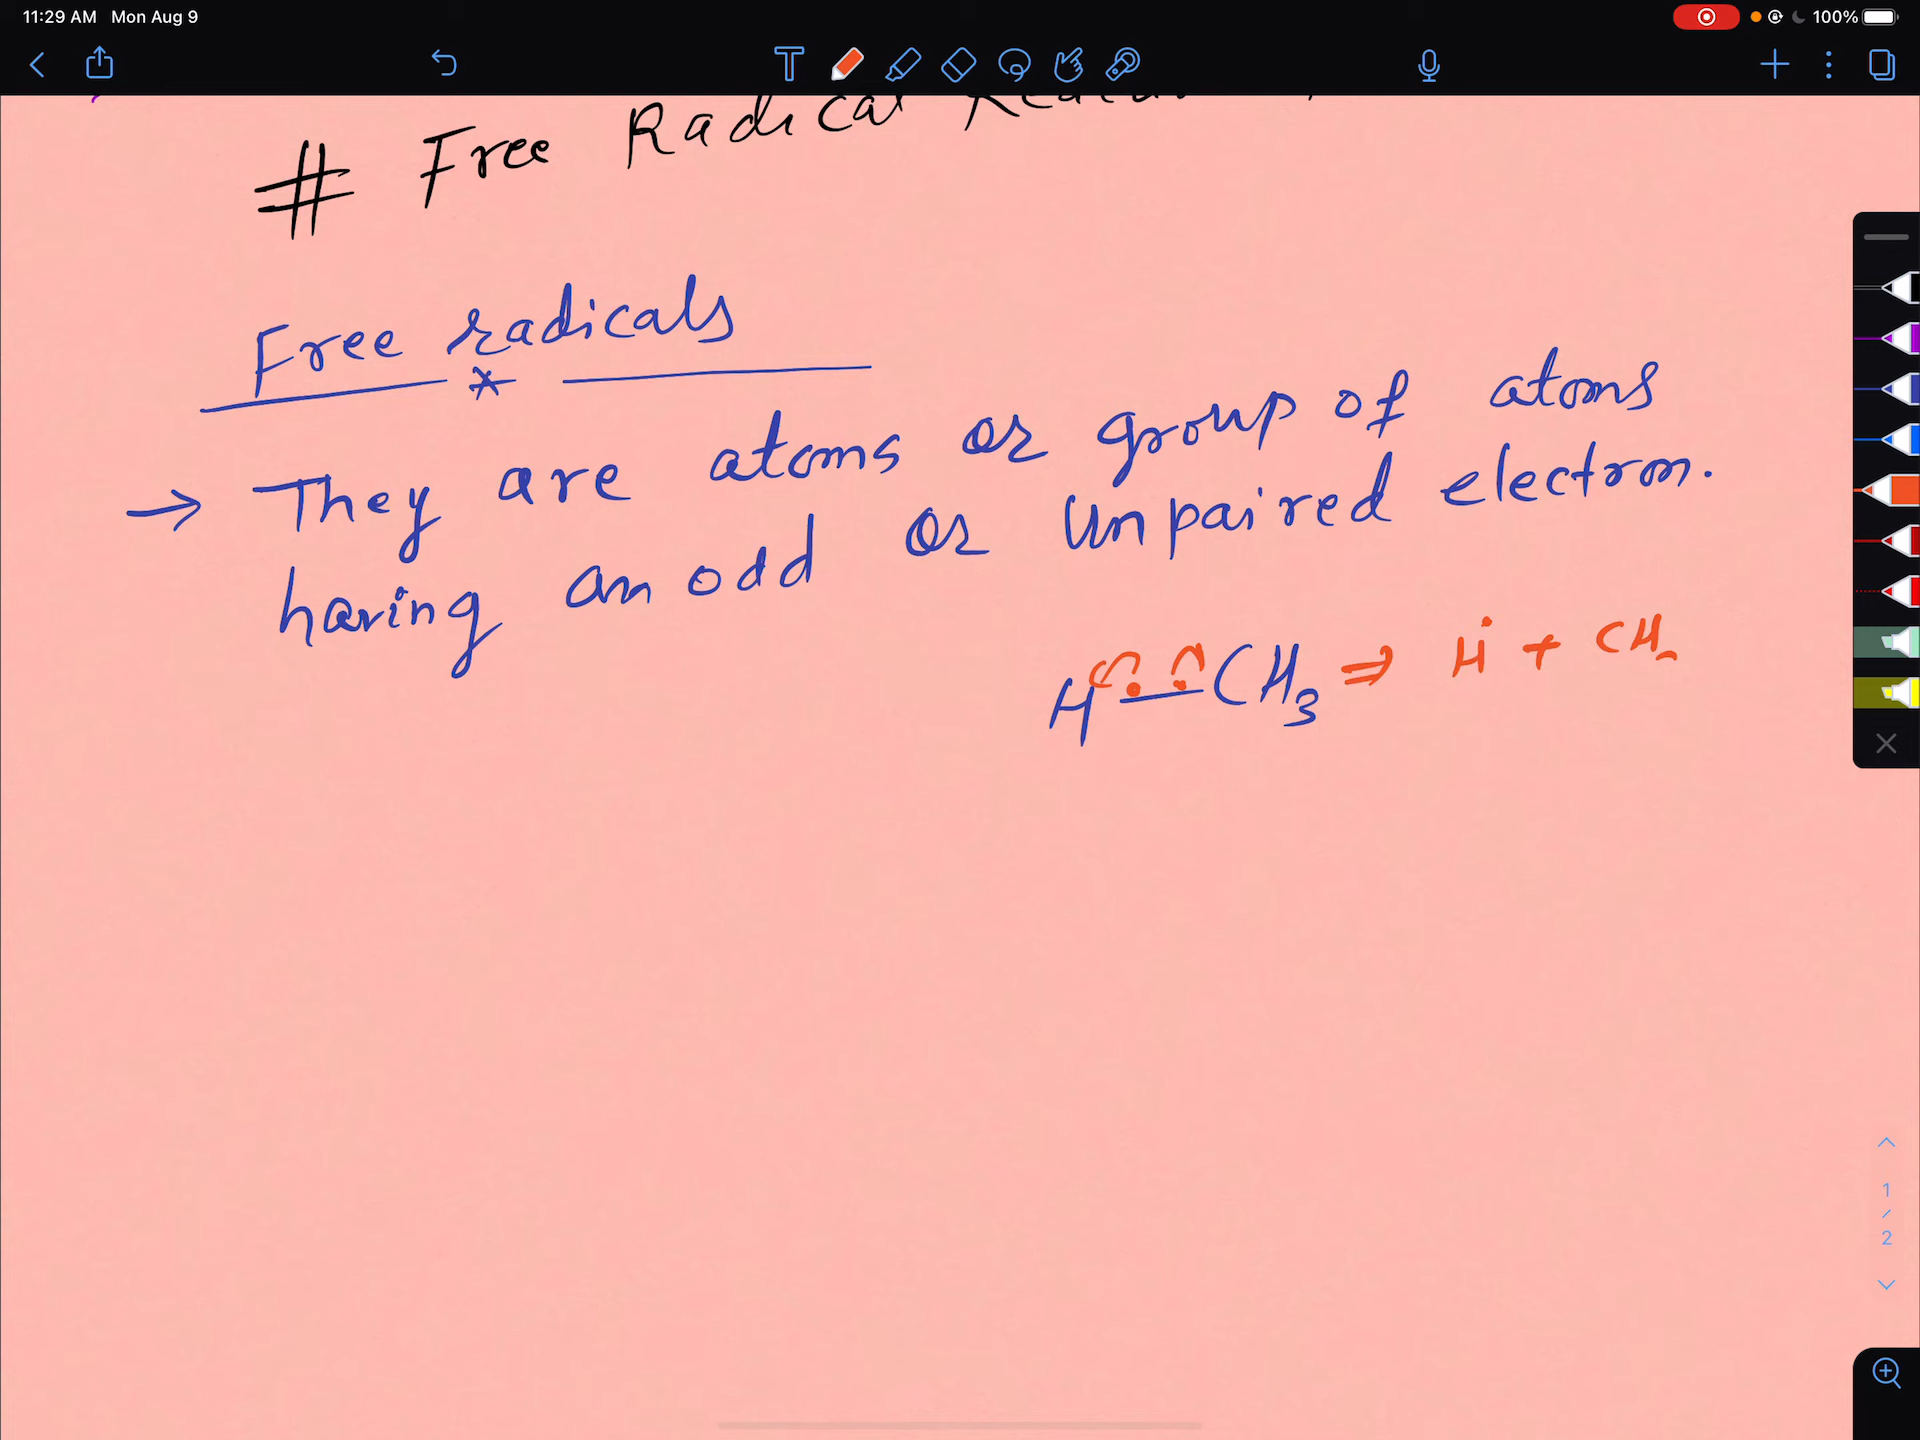 11:29 AM Mon Aug 9
100%
# Free Radical
Free radicals
→ They are atoms or group of atoms
having an odd or unpaired electron.
H — CH3 ⇒ H• + CH
1
/
2